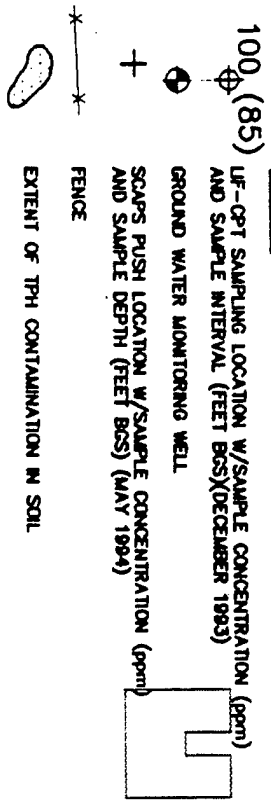 100 (85)
LIF-CPT SAMPLING LOCATION W/SAMPLE CONCENTRATION (ppm)
AND SAMPLE INTERVAL (FEET BGS)(DECEMBER 1993)
GROUND WATER MONITORING WELL
SCAPS PUSH LOCATION W/SAMPLE CONCENTRATION (ppm)
AND SAMPLE DEPTH (FEET BGS) (MAY 1994)
FENCE
EXTENT OF TPH CONTAMINATION IN SOIL